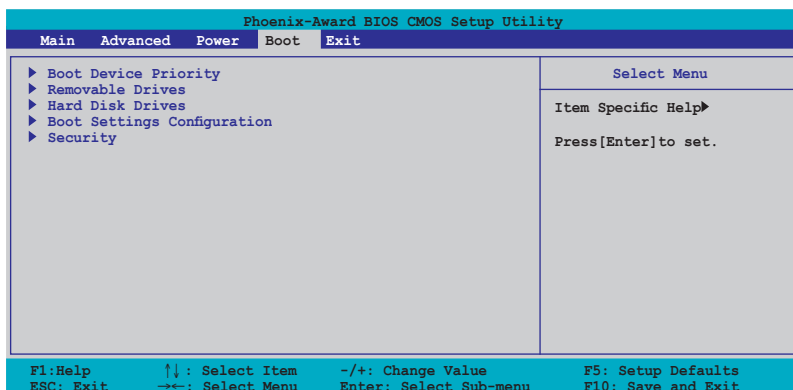 Phoenix-Award BIOS CMOS Setup Utility
Main Advanced Power Boot Exit
▶ Boot Device Priority
▶ Removable Drives
▶ Hard Disk Drives
▶ Boot Settings Configuration
▶ Security
Select Menu
Item Specific Help▶
Press[Enter]to set.
F1:Help ↑↓: Select Item -/+: Change Value F5: Setup Defaults
ESC: Exit →←: Select Menu Enter: Select Sub-menu F10: Save and Exit